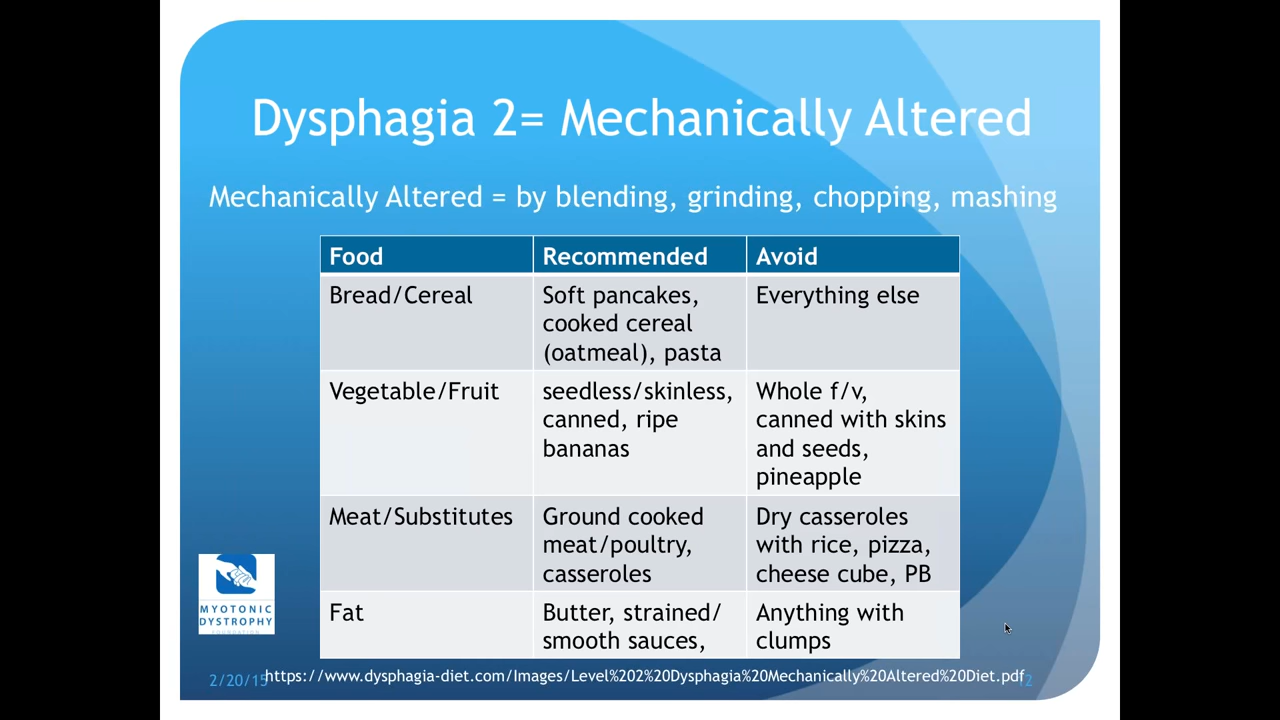 Dysphagia 2= Mechanically Altered
Mechanically Altered = by blending, grinding, chopping, mashing
Food Recommended Avoid
Bread/Cereal Soft pancakes, Everything else
cooked cereal
(oatmeal), pasta
Vegetable/Fruit seedless/skinless, Whole f/v,
canned, ripe canned with skins
bananas and seeds,
pineapple
Meat/Substitutes Ground cooked Dry casseroles
meat/poultry, with rice, pizza,
casseroles cheese cube, PB
Fat Butter, strained/ Anything with
smooth sauces, clumps
MYOTONIC
DYSTROPHY
FOUNDATION
2/20/15 https://www.dysphagia-diet.com/Images/Level%202%20Dysphagia%20Mechanically%20Altered%20Diet.pdf